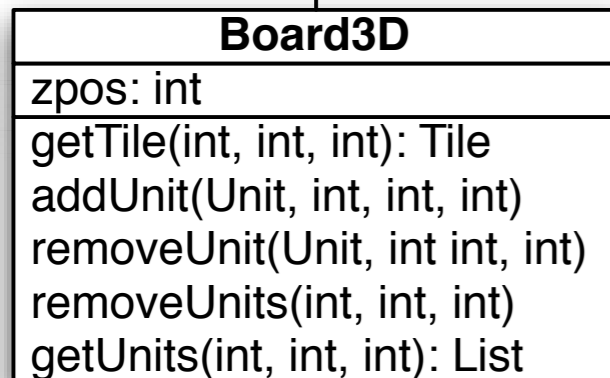 Board3D
zpos: int
getTile(int, int, int): Tile
addUnit(Unit, int, int, int)
removeUnit(Unit, int int, int)
removeUnits(int, int, int)
getUnits(int, int, int): List